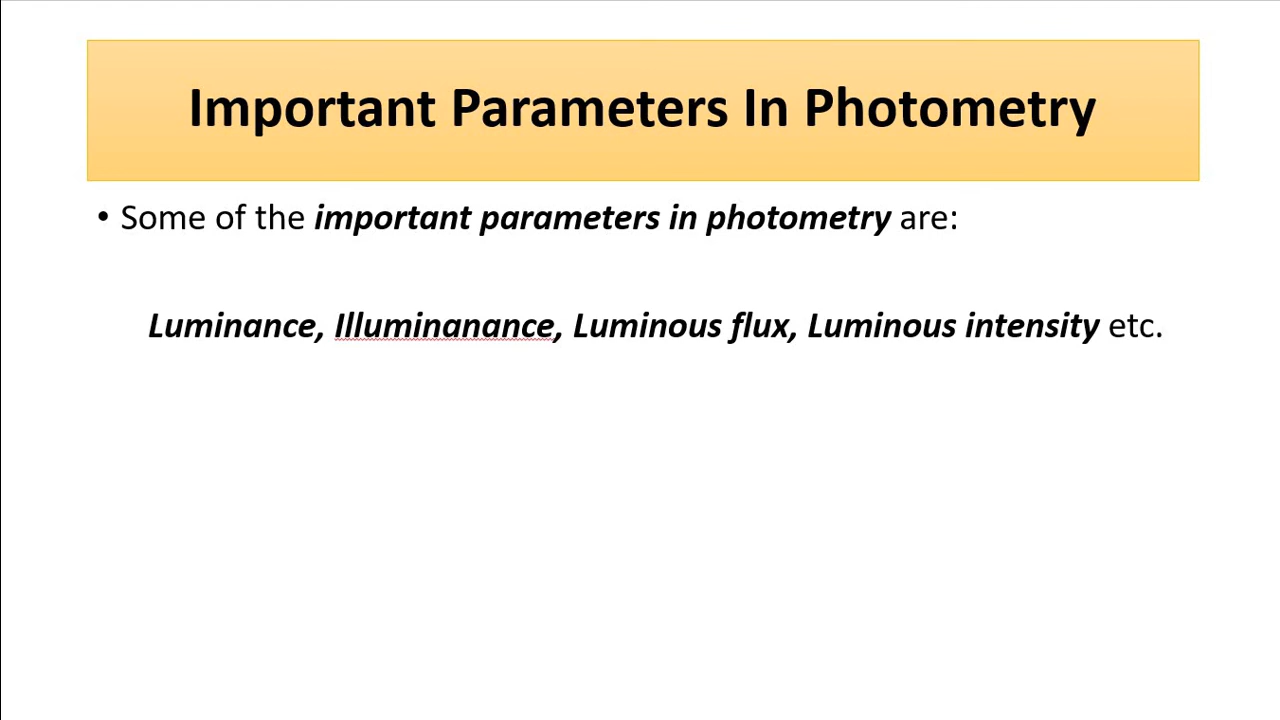 Important Parameters In Photometry
• Some of the important parameters in photometry are:
Luminance, Illuminanance, Luminous flux, Luminous intensity etc.